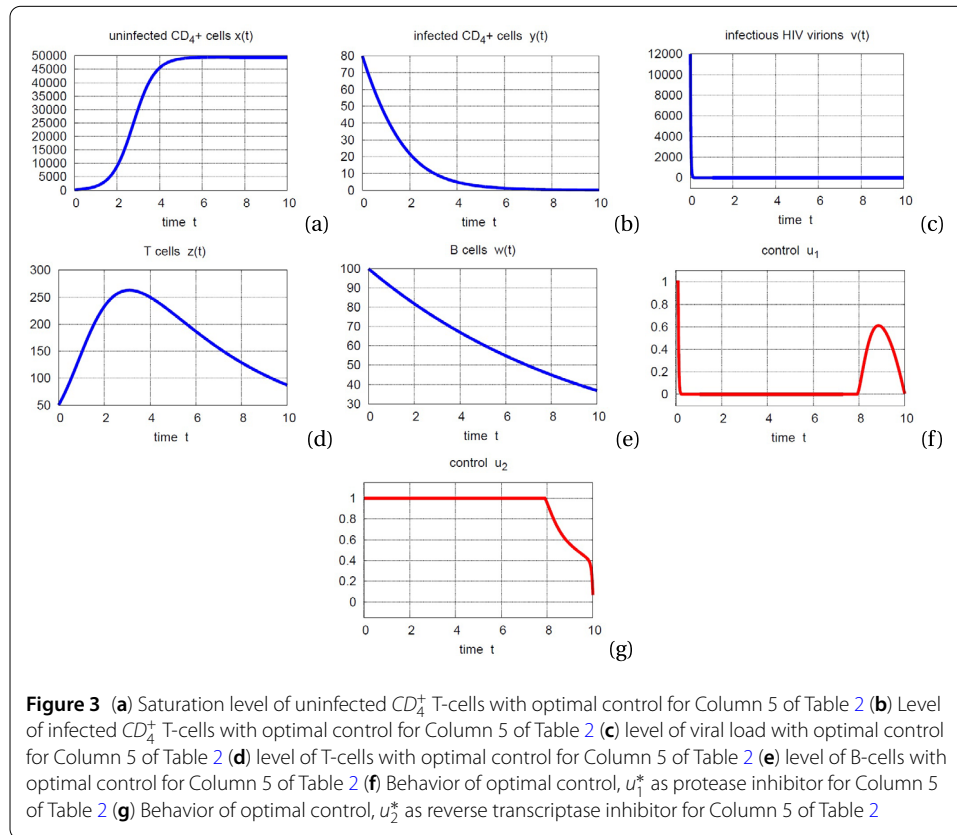 uninfected CD4+ cells x(t)
50000
45000
40000
35000
30000
25000
20000
15000
10000
5000
0
0 2 4 6 8 10
time t
(a)
infected CD4+ cells y(t)
80
70
60
50
40
30
20
10
0
0 2 4 6 8 10
time t
(b)
infectious HIV virions v(t)
12000
10000
8000
6000
4000
2000
0
0 2 4 6 8 10
time t
(c)
T cells z(t)
300
250
200
150
100
50
0 2 4 6 8 10
time t
(d)
B cells w(t)
100
90
80
70
60
50
40
30
0 2 4 6 8 10
time t
(e)
control u1
1
0.8
0.6
0.4
0.2
0
0 2 4 6 8 10
time t
(f)
control u2
1
0.8
0.6
0.4
0.2
0
0 2 4 6 8 10
time t
(g)
Figure 3 (a) Saturation level of uninfected CD4+ T-cells with optimal control for Column 5 of Table 2 (b) Level
of infected CD4+ T-cells with optimal control for Column 5 of Table 2 (c) level of viral load with optimal control
for Column 5 of Table 2 (d) level of T-cells with optimal control for Column 5 of Table 2 (e) level of B-cells with
optimal control for Column 5 of Table 2 (f) Behavior of optimal control, u1* as protease inhibitor for Column 5
of Table 2 (g) Behavior of optimal control, u2* as reverse transcriptase inhibitor for Column 5 of Table 2